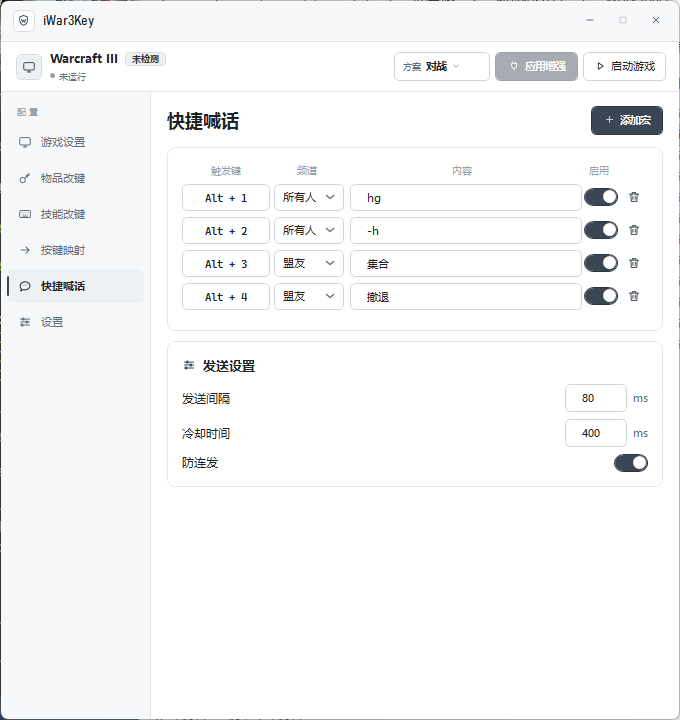 iWar3Key
Warcraft III 未检测
未运行
方案 对战
应用增强
启动游戏
配置
游戏设置
物品改键
技能改键
按键映射
快捷喊话
设置
快捷喊话
+ 添加宏
触发键 频道 内容 启用
Alt + 1 所有人 hg
Alt + 2 所有人 -h
Alt + 3 盟友 集合
Alt + 4 盟友 撤退
发送设置
发送间隔 80 ms
冷却时间 400 ms
防连发